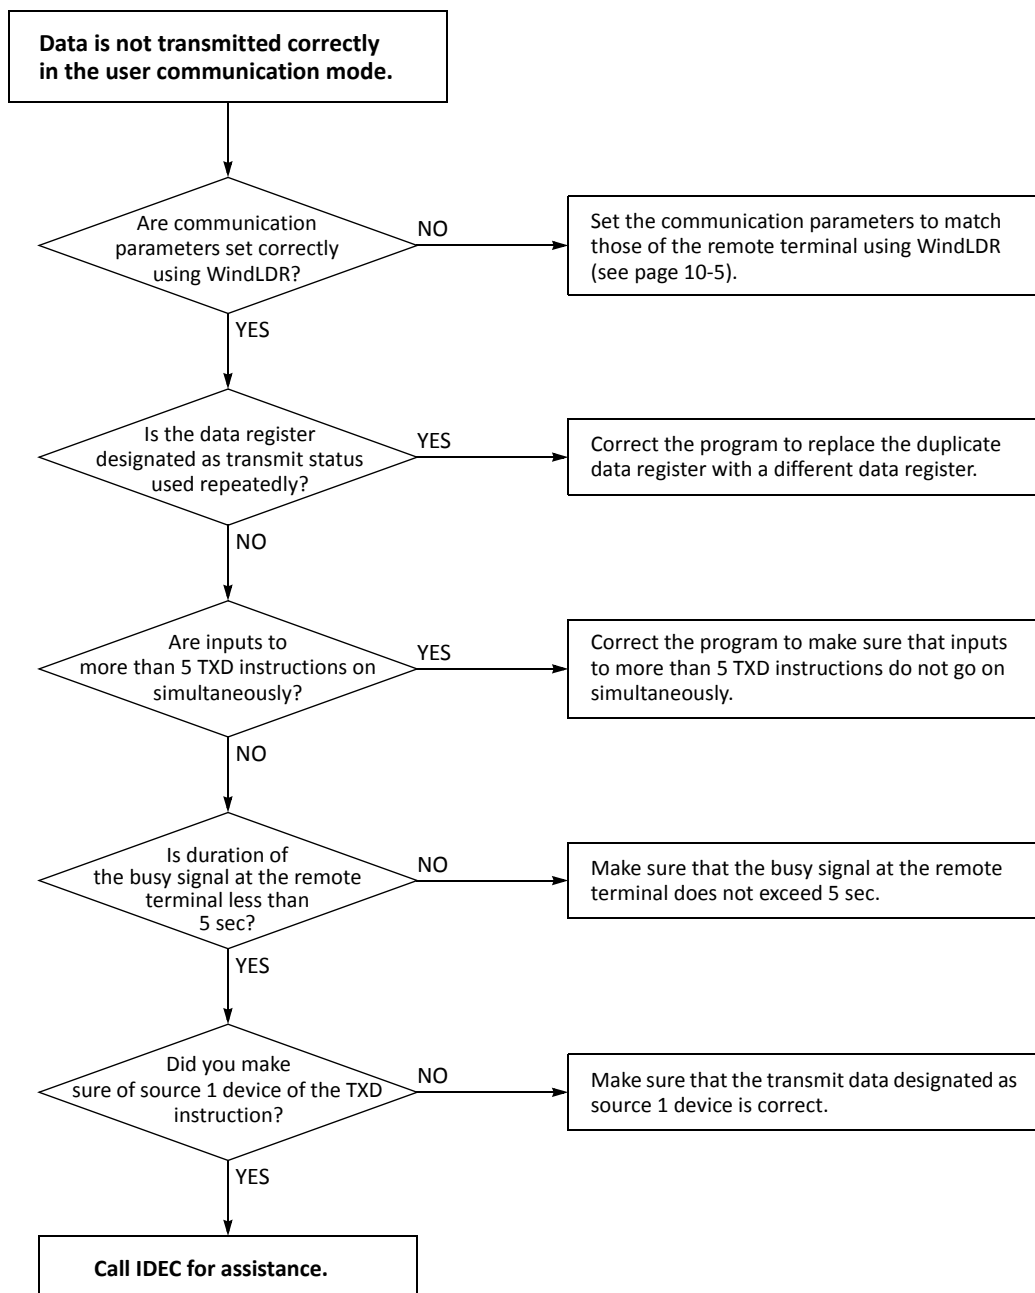 Data is not transmitted correctly
in the user communication mode.
Are communication
parameters set correctly
using WindLDR?
NO
Set the communication parameters to match
those of the remote terminal using WindLDR
(see page 10-5).
YES
Is the data register
designated as transmit status
used repeatedly?
YES
Correct the program to replace the duplicate
data register with a different data register.
NO
Are inputs to
more than 5 TXD instructions on
simultaneously?
YES
Correct the program to make sure that inputs
to more than 5 TXD instructions do not go on
simultaneously.
NO
Is duration of
the busy signal at the remote
terminal less than
5 sec?
NO
Make sure that the busy signal at the remote
terminal does not exceed 5 sec.
YES
Did you make
sure of source 1 device of the TXD
instruction?
NO
Make sure that the transmit data designated as
source 1 device is correct.
YES
Call IDEC for assistance.